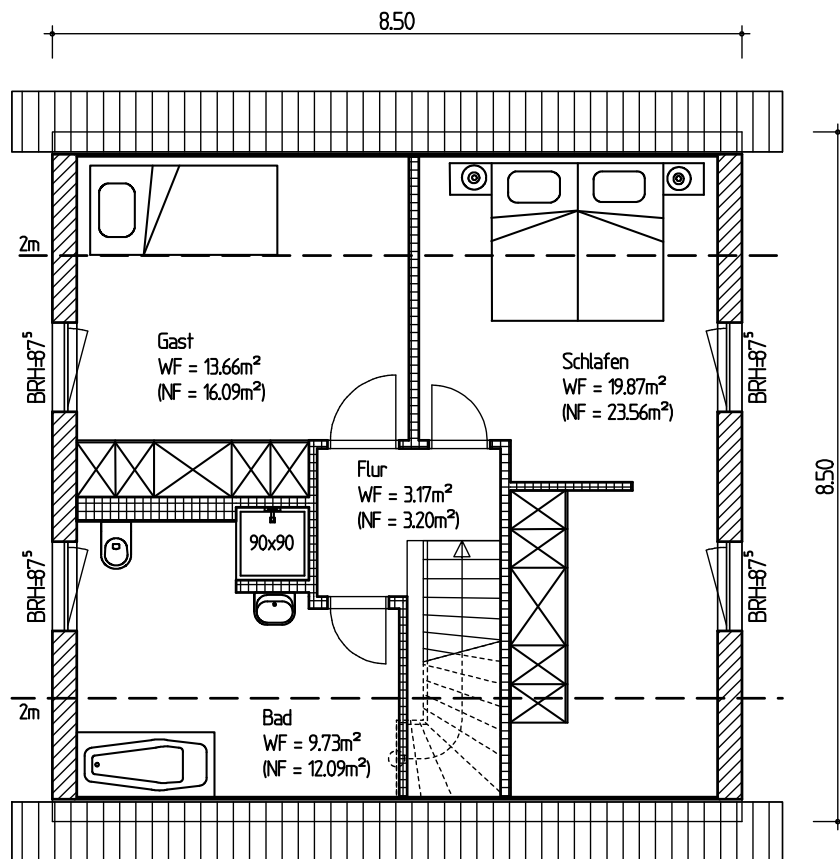 8.50
2m
BRH=87⁵
Gast
WF = 13.66m²
(NF = 16.09m²)
Schlafen
WF = 19.87m²
(NF = 23.56m²)
BRH=87⁵
Flur
WF = 3.17m²
(NF = 3.20m²)
8.50
90x90
BRH=87⁵
BRH=87⁵
2m
Bad
WF = 9.73m²
(NF = 12.09m²)